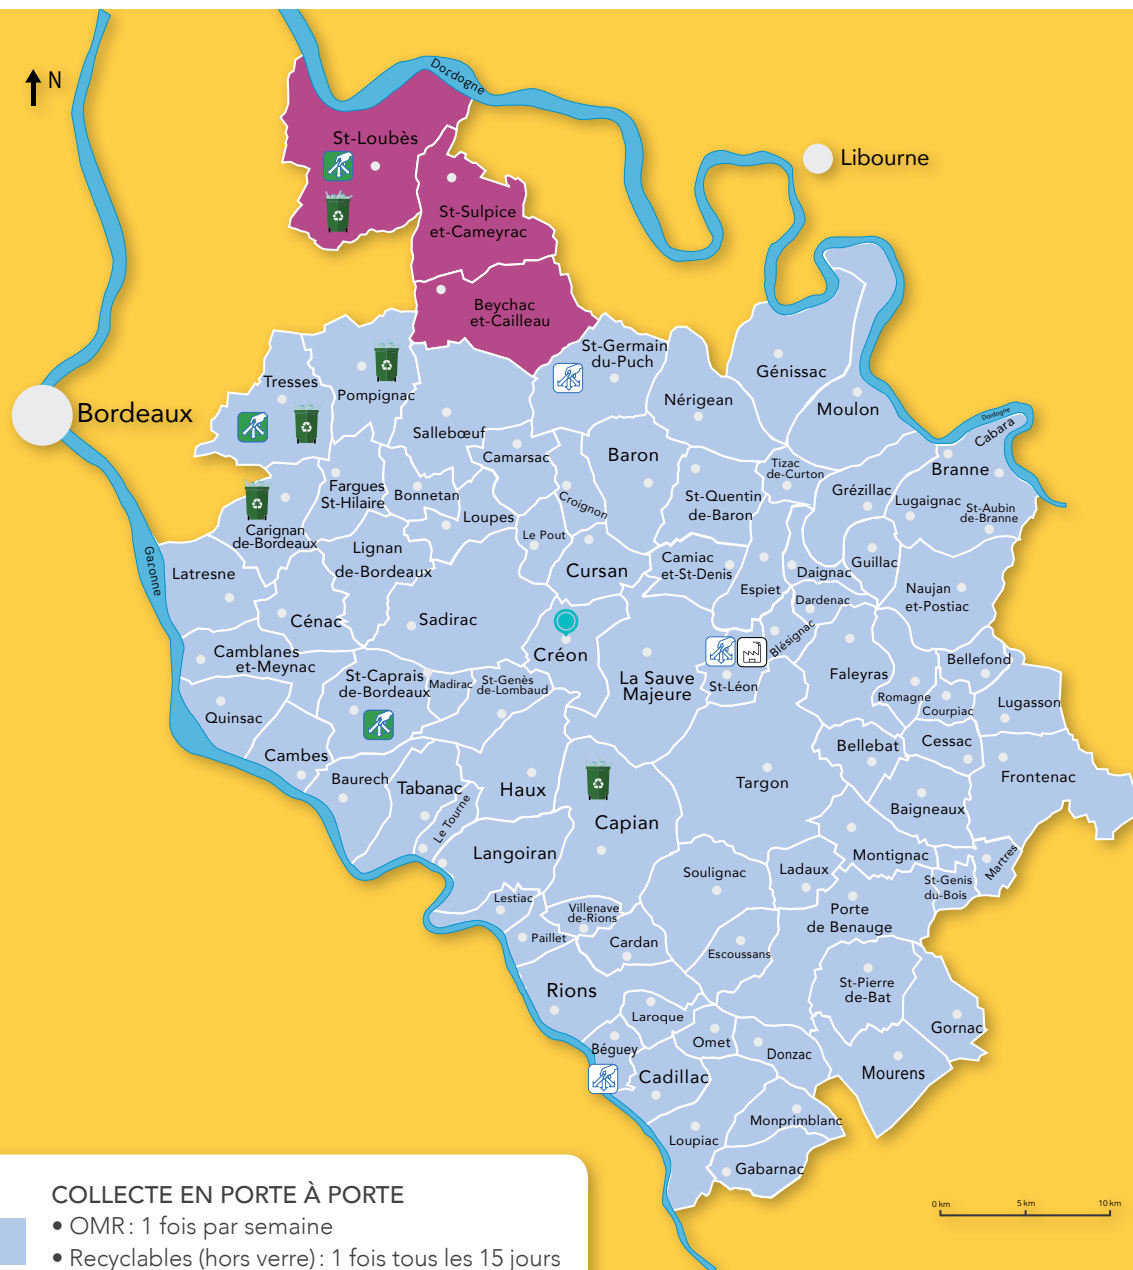 N
Dordogne
St-Loubès
Libourne
St-Sulpice
et-Cameyrac
Beychac
et-Cailleau
St-Germain
du-Puch
Génissac
Tresses
Pompignac
Nérigean
Moulon
Bordeaux
Dordogne
Cabara
Sallebœuf
Camarsac
Baron
Tizac
de-Curton
Branne
Fargues
St-Hilaire
Bonnetan
Croignon
St-Quentin
de-Baron
Grézillac
Lugaignac
St-Aubin
de-Branne
Loupes
Carignan
de-Bordeaux
Le Pout
Lignan
de-Bordeaux
Garonne
Latresne
Cursan
Camiac
et-St-Denis
Espiet
Daignac
Guillac
Naujan
et-Postiac
Dardenac
Cénac
Sadirac
Créon
Blésignac
Camblanes
et-Meynac
St-Caprais
de-Bordeaux
Madirac
St-Genès
de-Lombaud
La Sauve
Majeure
St-Léon
Faleyras
Bellefond
Romagne
Courpiac
Lugasson
Quinsac
Cambes
Bellebat
Cessac
Baurech
Tabanac
Haux
Targon
Frontenac
Le Tourne
Capian
Baigneaux
Langoiran
Montignac
Martres
Soulignac
Ladaux
St-Genis
du-Bois
Lestiac
Villenave
de-Rions
Porte
de Benauge
Paillet
Cardan
Escoussans
St-Pierre
de-Bat
Rions
Laroque
Gornac
Béguey
Omet
Donzac
Mourens
Cadillac
Monprimblanc
Loupiac
Gabarnac
0 km
5 km
10 km
COLLECTE EN PORTE À PORTE
• OMR : 1 fois par semaine
• Recyclables (hors verre) : 1 fois tous les 15 jours